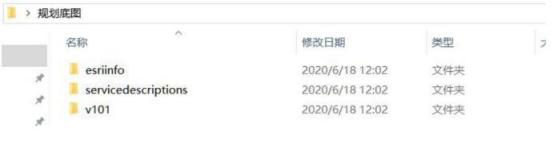 > 规划底图
名称 修改日期 类型
esriinfo 2020/6/18 12:02 文件夹
servicedescriptions 2020/6/18 12:02 文件夹
v101 2020/6/18 12:02 文件夹